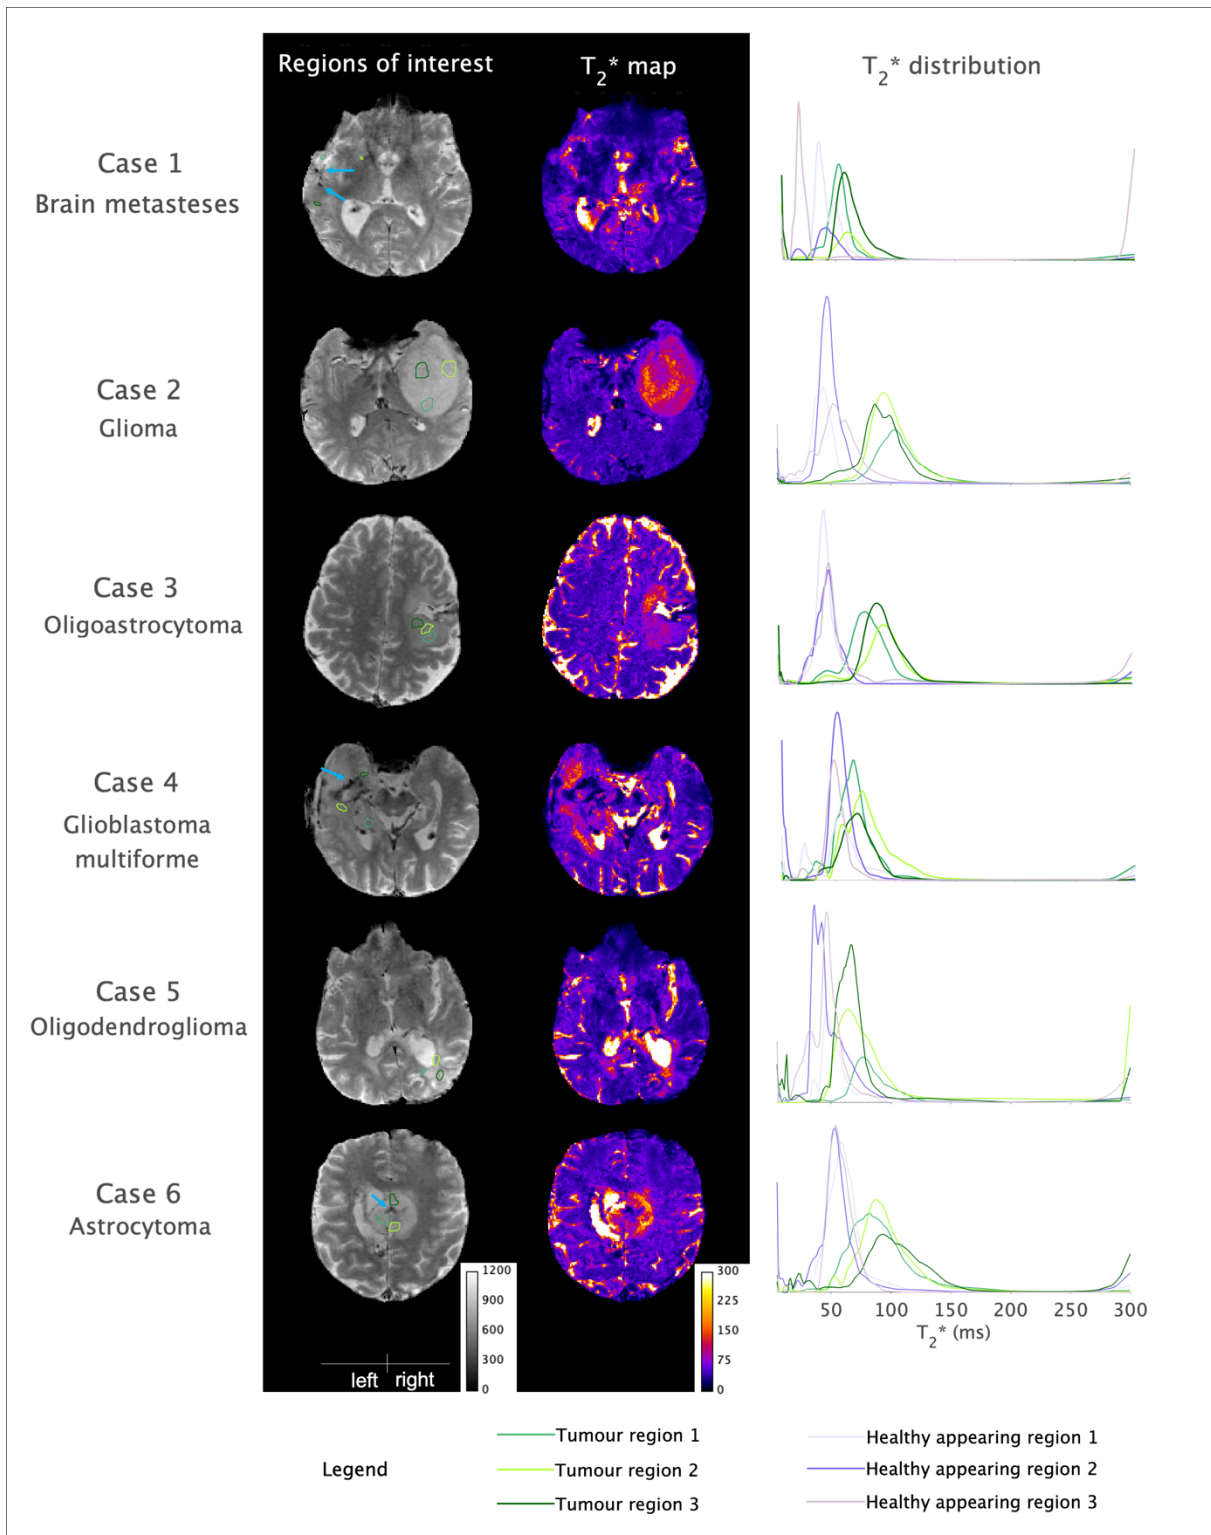 Regions of interest
T2* map
T2* distribution
Case 1
Brain metasteses
Case 2
Glioma
Case 3
Oligoastrocytoma
Case 4
Glioblastoma
multiforme
Case 5
Oligodendroglioma
Case 6
Astrocytoma
1200
900
600
300
0
left right
300
225
150
75
0
50 100 150 200 250 300
T2* (ms)
Legend
Tumour region 1
Tumour region 2
Tumour region 3
Healthy appearing region 1
Healthy appearing region 2
Healthy appearing region 3